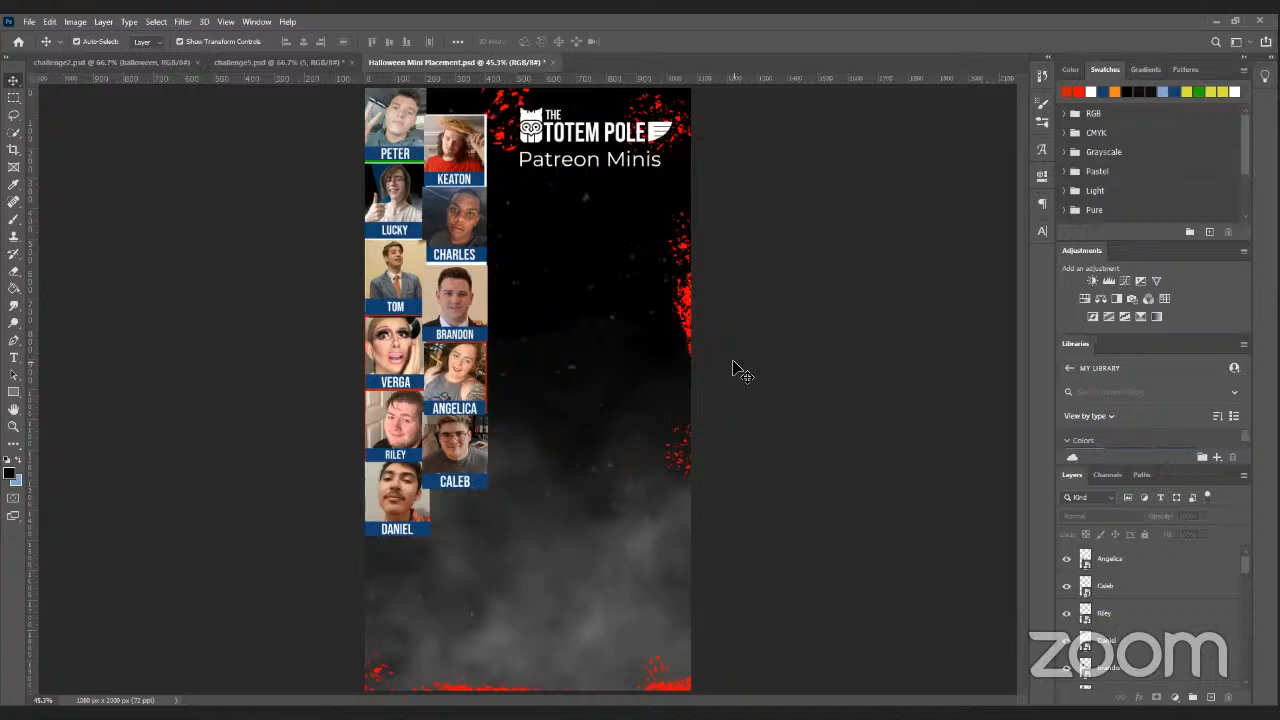 File Edit Image Layer Type Select Filter 3D View Window Help
Auto-Select: Layer Show Transform Controls 3D Mode:
challenge2.psd @ 66.7% (halloween, RGB/8#) × challenge5.psd @ 66.7% (5, RGB/8#) * × Halloween Mini Placement.psd @ 45.3% (RGB/8#) * ×
THE
TOTEM POLE
Patreon Minis
PETER
KEATON
LUCKY
CHARLES
TOM
BRANDON
VERGA
ANGELICA
RILEY
CALEB
DANIEL
Color Swatches Gradients Patterns
RGB
CMYK
Grayscale
Pastel
Light
Pure
Adjustments
Add an adjustment
Libraries
MY LIBRARY
View by type
Colors
Layers Channels Paths
Kind
Normal Opacity: 100%
Lock: Fill: 100%
Angelica
Caleb
Riley
Daniel
Brandon
zoom
45.3% 1080 px x 2000 px (72 ppi)